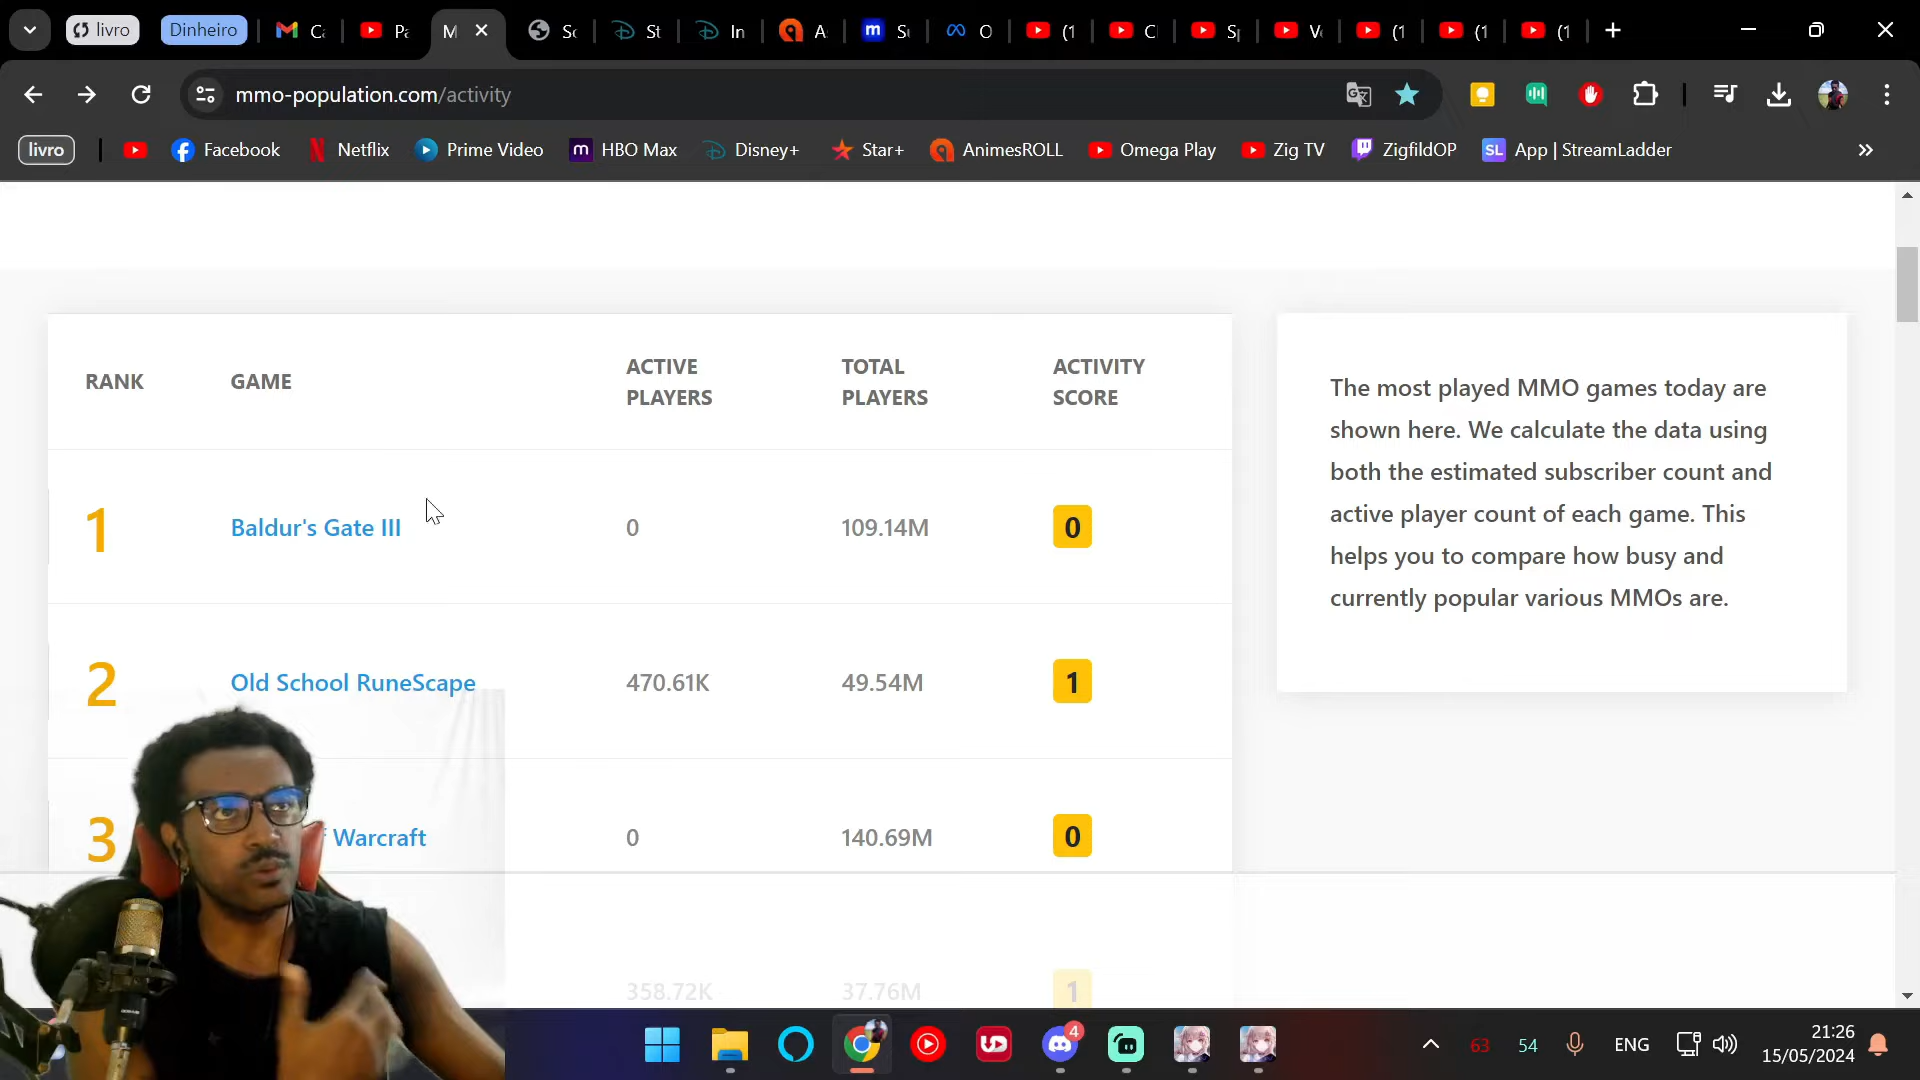 livro
Dinheiro
mmo-population.com/activity
livro
Facebook
Netflix
Prime Video
HBO Max
Disney+
Star+
AnimesROLL
Omega Play
Zig TV
ZigfildOP
App | StreamLadder
RANK
GAME
ACTIVE
PLAYERS
TOTAL
PLAYERS
ACTIVITY
SCORE
1
Baldur's Gate III
0
109.14M
0
2
Old School RuneScape
470.61K
49.54M
1
3
Warcraft
0
140.69M
0
358.72K
37.76M
1
The most played MMO games today are
shown here. We calculate the data using
both the estimated subscriber count and
active player count of each game. This
helps you to compare how busy and
currently popular various MMOs are.
4
63
54
ENG
21:26
15/05/2024